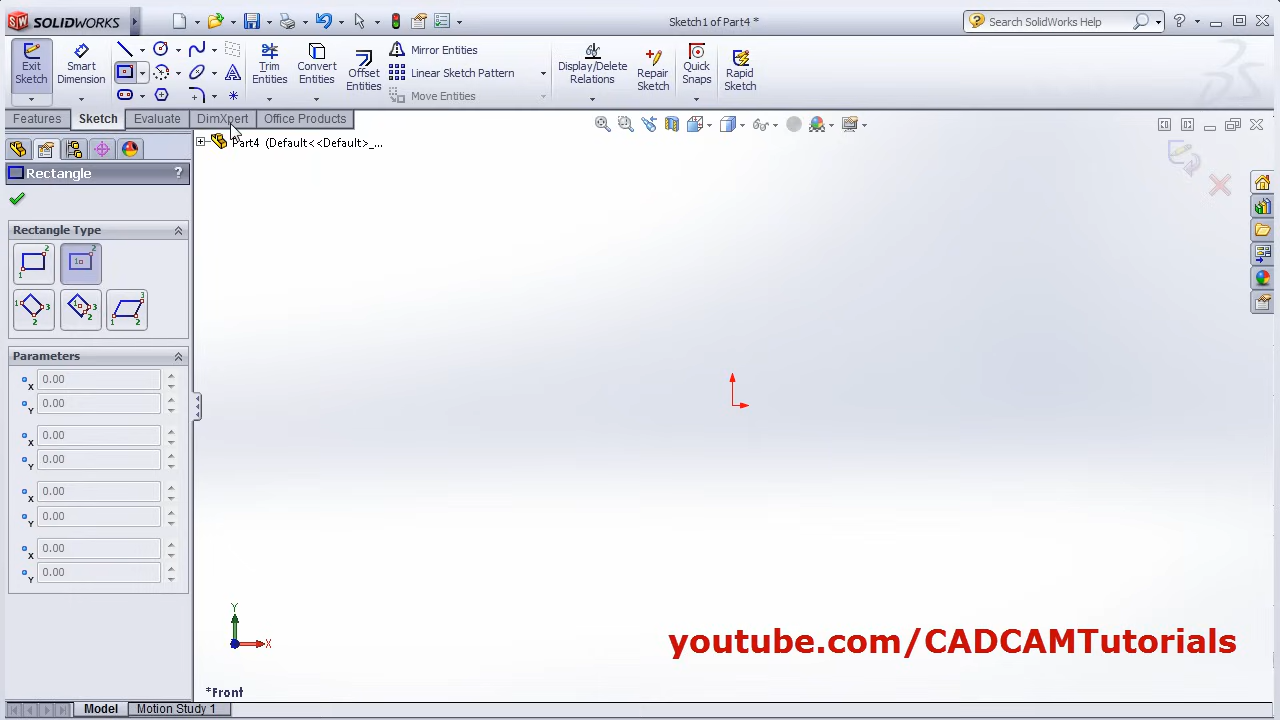 SOLIDWORKS
Sketch1 of Part4 *
Search SolidWorks Help
Exit Sketch
Smart Dimension
Trim Entities
Convert Entities
Offset Entities
Mirror Entities
Linear Sketch Pattern
Move Entities
Display/Delete Relations
Repair Sketch
Quick Snaps
Rapid Sketch
Features
Sketch
Evaluate
DimXpert
Office Products
Part4 (Default<<Default>_...
Rectangle
?
Rectangle Type
Parameters
X 0.00
Y 0.00
X 0.00
Y 0.00
X 0.00
Y 0.00
X 0.00
Y 0.00
Y
X
*Front
youtube.com/CADCAMTutorials
Model
Motion Study 1